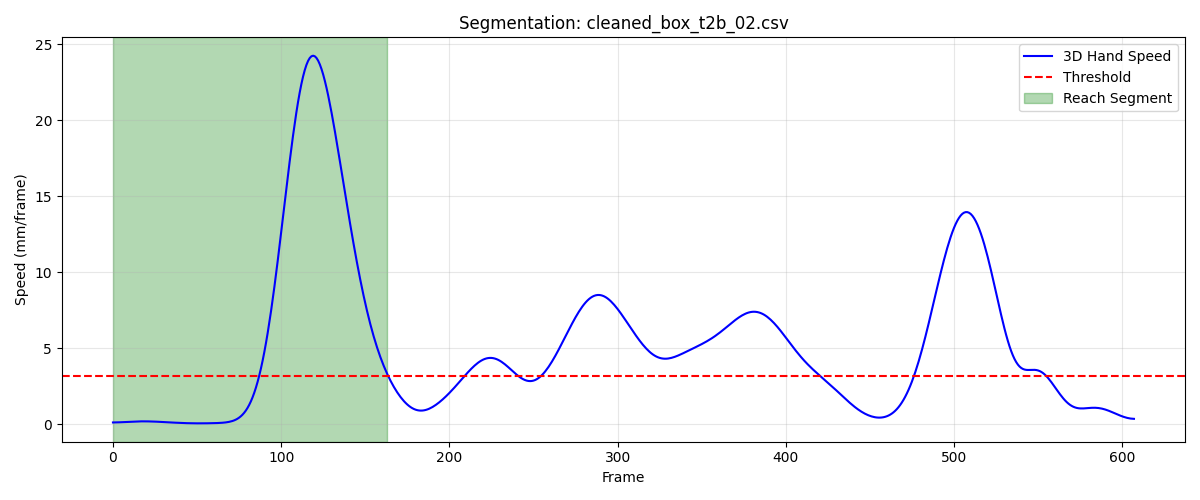 Segmentation: cleaned_box_t2b_02.csv
3D Hand Speed
Threshold
Reach Segment
Speed (mm/frame)
25
20
15
10
5
0
0 100 200 300 400 500 600
Frame